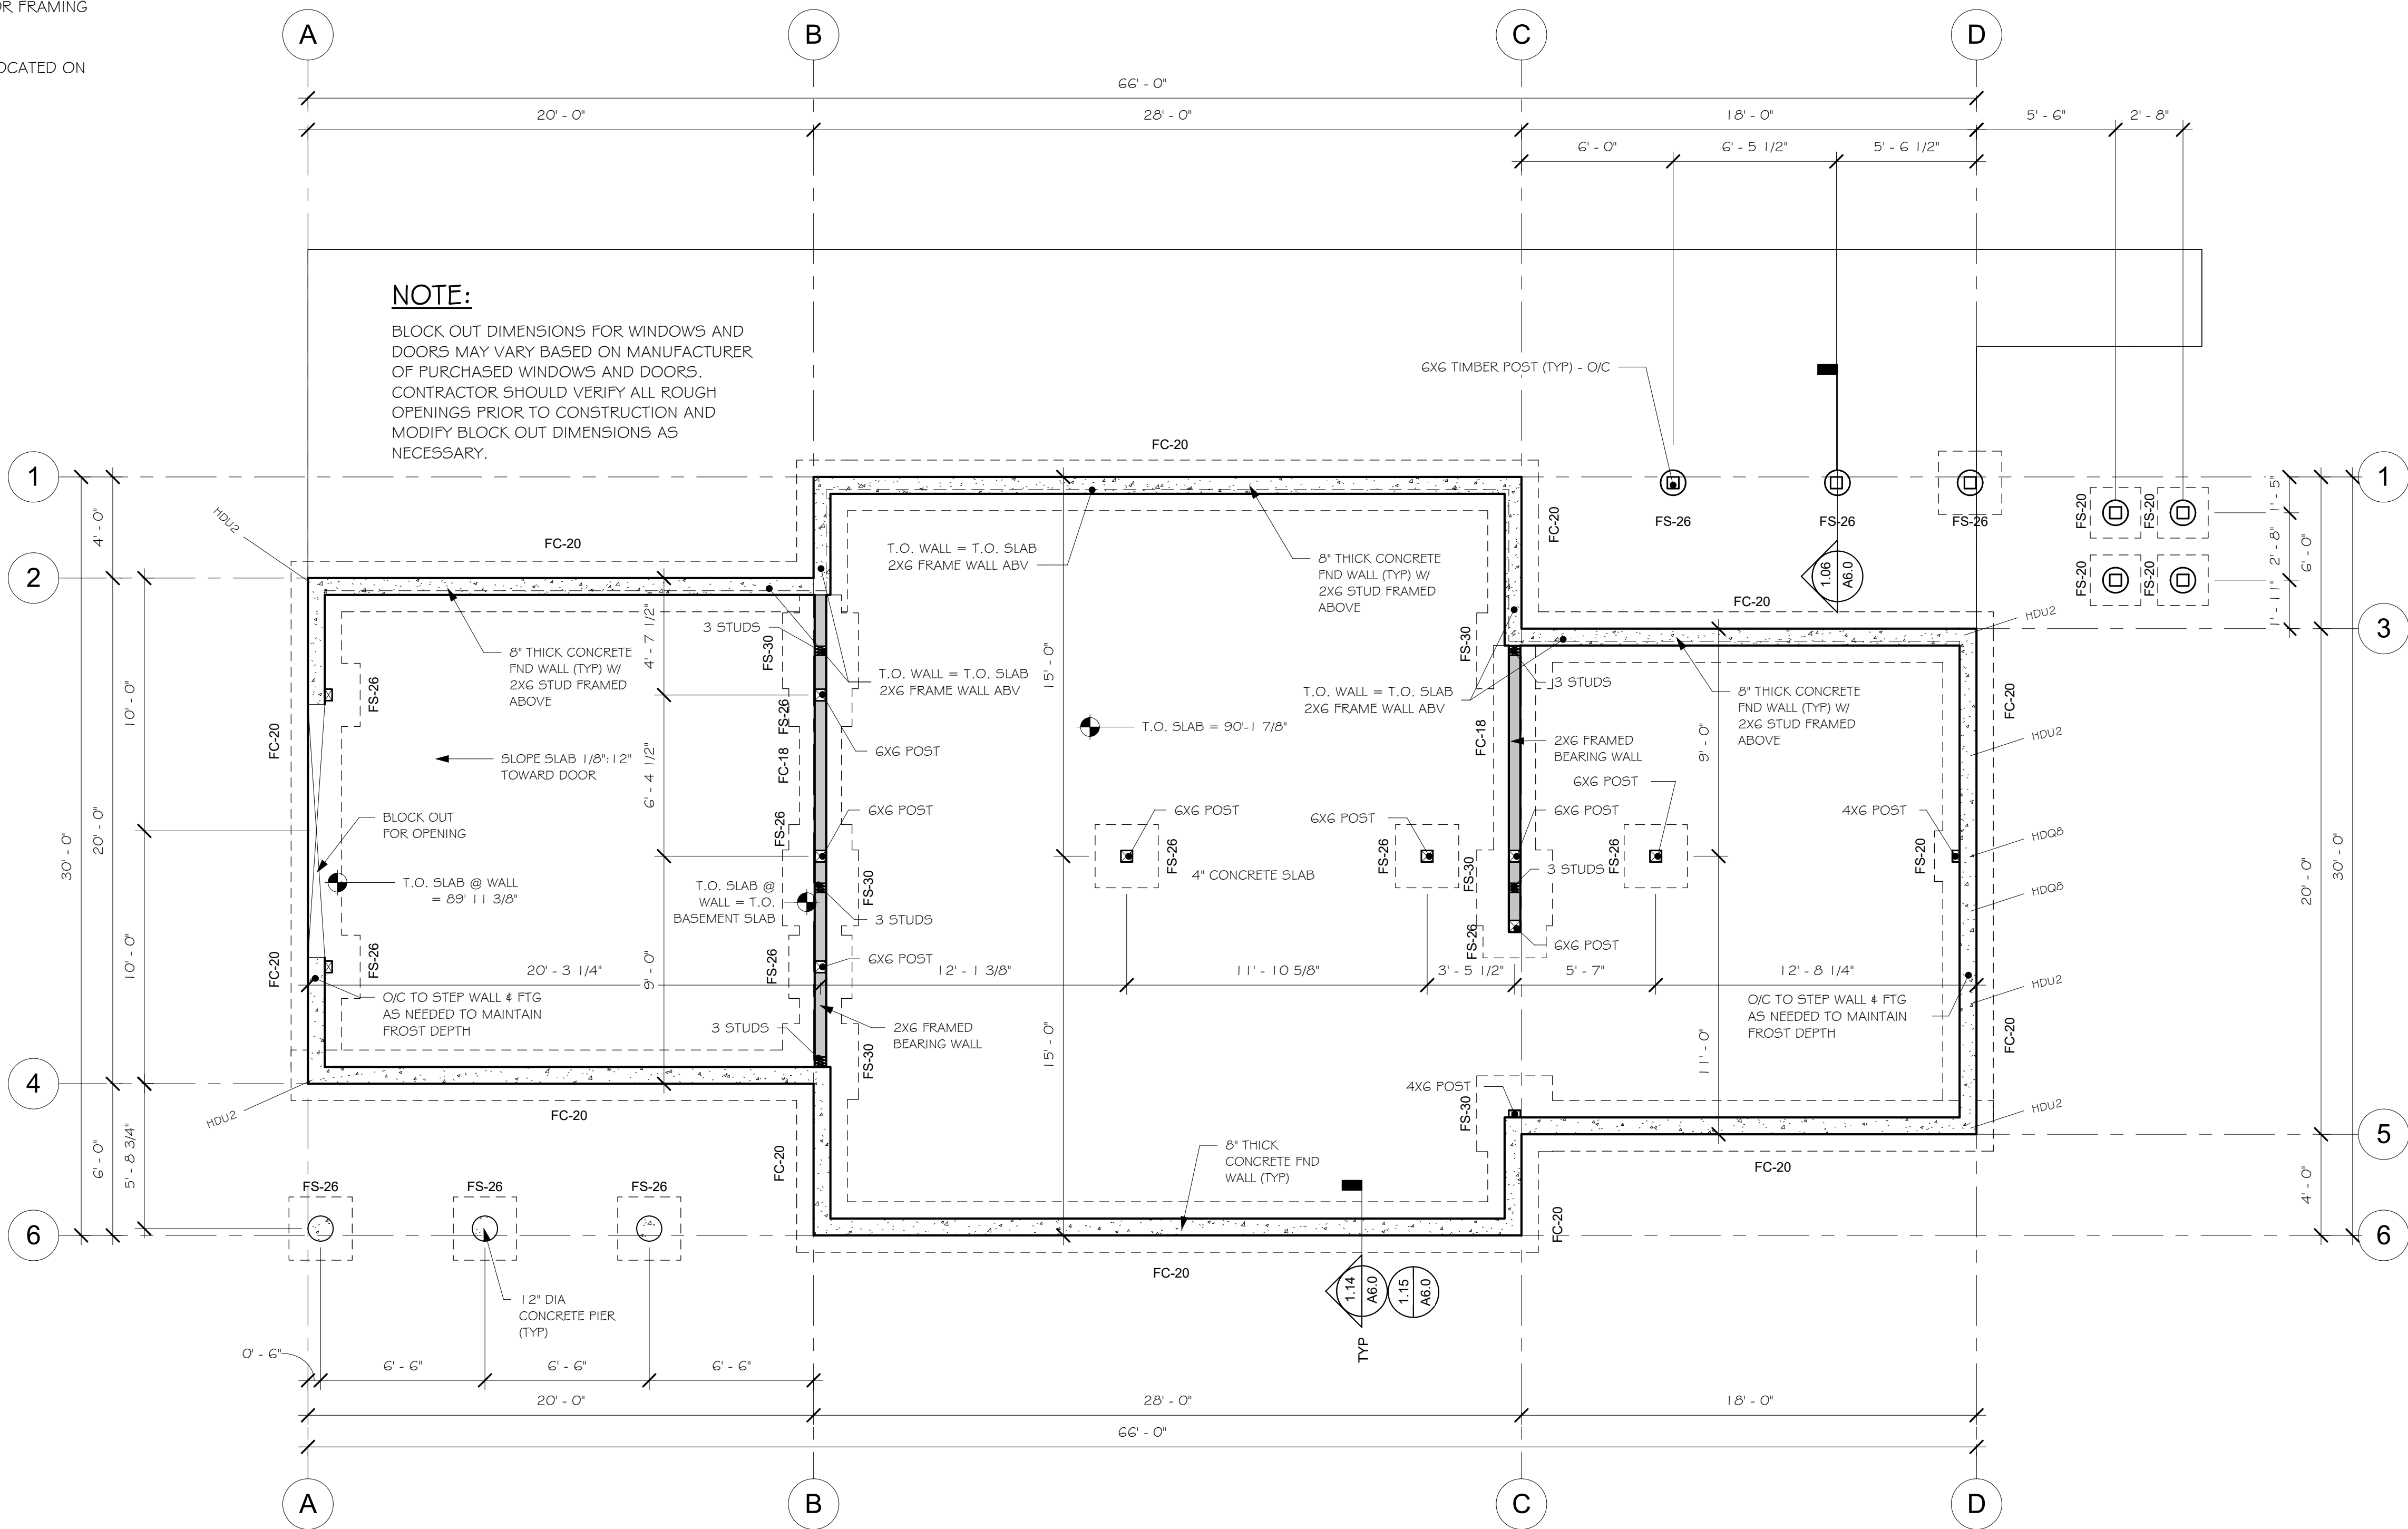 OR FRAMING
OCATED ON
A
B
C
D
66' - 0"
20' - 0"
28' - 0"
18' - 0"
5' - 6"
2' - 8"
6' - 0"
6' - 5 1/2"
5' - 6 1/2"
NOTE:
BLOCK OUT DIMENSIONS FOR WINDOWS AND
DOORS MAY VARY BASED ON MANUFACTURER
OF PURCHASED WINDOWS AND DOORS.
CONTRACTOR SHOULD VERIFY ALL ROUGH
OPENINGS PRIOR TO CONSTRUCTION AND
MODIFY BLOCK OUT DIMENSIONS AS
NECESSARY.
6X6 TIMBER POST (TYP) - O/C
FC-20
1
1
4' - 0"
HDU2
FC-20
FC-20
FS-26
FS-26
FS-26
FS-20
FS-20
FS-20
FS-20
1' - 5"
2' - 8"
1' - 11"
6' - 0"
2
T.O. WALL = T.O. SLAB
2X6 FRAME WALL ABV
8" THICK CONCRETE
FND WALL (TYP) W/
2X6 STUD FRAMED
ABOVE
1.06
A6.0
FC-20
HDU2
3
4' - 7 1/2"
3 STUDS
FS-30
FS-30
8" THICK CONCRETE
FND WALL (TYP) W/
2X6 STUD FRAMED
ABOVE
T.O. WALL = T.O. SLAB
2X6 FRAME WALL ABV
15' - 0"
T.O. WALL = T.O. SLAB
2X6 FRAME WALL ABV
3 STUDS
8" THICK CONCRETE
FND WALL (TYP) W/
2X6 STUD FRAMED
ABOVE
FC-20
HDU2
10' - 0"
FS-26
FS-26
FC-20
FC-18
FC-18
T.O. SLAB = 90'-1 7/8"
6X6 POST
SLOPE SLAB 1/8":12"
TOWARD DOOR
6' - 4 1/2"
2X6 FRAMED
BEARING WALL
9' - 0"
6X6 POST
30' - 0"
20' - 0"
BLOCK OUT
FOR OPENING
FS-26
6X6 POST
6X6 POST
6X6 POST
6X6 POST
4X6 POST
HDQ8
FS-26
FS-26
FS-30
FS-26
FS-20
4" CONCRETE SLAB
3 STUDS
T.O. SLAB @ WALL
= 89' 11 3/8"
T.O. SLAB @
WALL = T.O.
BASEMENT SLAB
FS-30
3 STUDS
HDQ8
20' - 0"
30' - 0"
FC-20
FS-26
10' - 0"
20' - 3 1/4"
9' - 0"
FS-26
6X6 POST
12' - 1 3/8"
11' - 10 5/8"
3' - 5 1/2"
FS-26
6X6 POST
5' - 7"
12' - 8 1/4"
HDU2
O/C TO STEP WALL & FTG
AS NEEDED TO MAINTAIN
FROST DEPTH
O/C TO STEP WALL & FTG
AS NEEDED TO MAINTAIN
FROST DEPTH
3 STUDS
2X6 FRAMED
BEARING WALL
FS-30
15' - 0"
11' - 0"
FC-20
4
HDU2
FC-20
4X6 POST
FS-30
HDU2
5
6' - 0"
5' - 8 3/4"
FC-20
8" THICK
CONCRETE FND
WALL (TYP)
FC-20
FS-26
FS-26
FS-26
4' - 0"
6
FC-20
6
FC-20
12" DIA
CONCRETE PIER
(TYP)
1.14
A6.0
1.15
A6.0
TYP
0' - 6"
6' - 6"
6' - 6"
6' - 6"
20' - 0"
28' - 0"
18' - 0"
66' - 0"
A
B
C
D